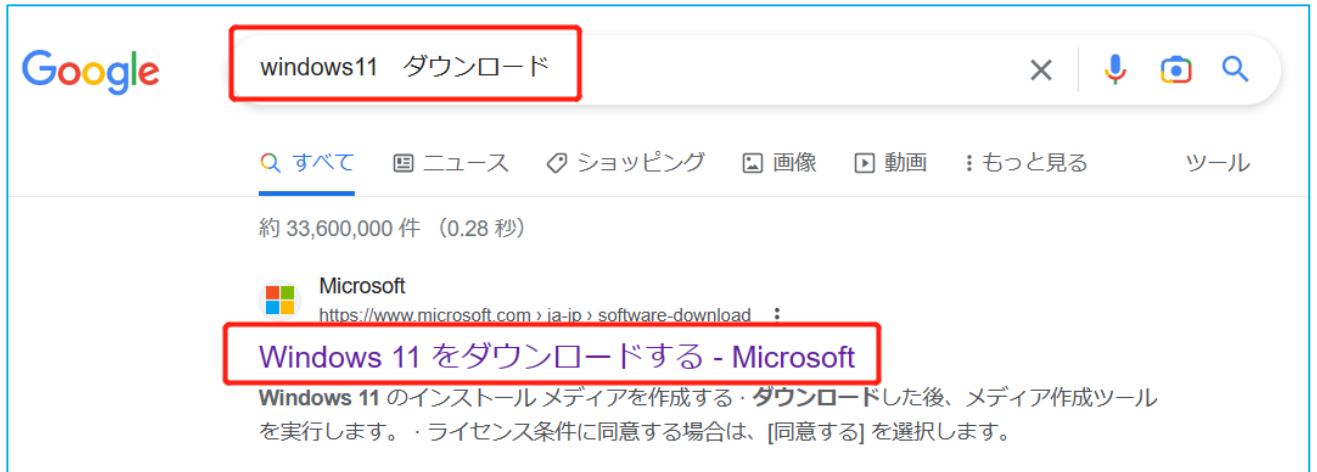 Google
windows11　ダウンロード
すべて ニュース ショッピング 画像 動画 もっと見る ツール
約 33,600,000 件 （0.28 秒）
Microsoft
https://www.microsoft.com › ja-jp › software-download
Windows 11 をダウンロードする - Microsoft
Windows 11 のインストール メディアを作成する · ダウンロードした後、メディア作成ツール
を実行します。 · ライセンス条件に同意する場合は、[同意する] を選択します。